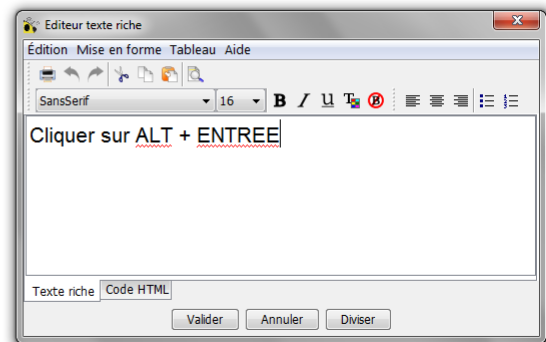 Editeur texte riche
Édition Mise en forme Tableau Aide
SansSerif 16 B I U T B
Cliquer sur ALT + ENTREE
Texte riche Code HTML
Valider Annuler Diviser